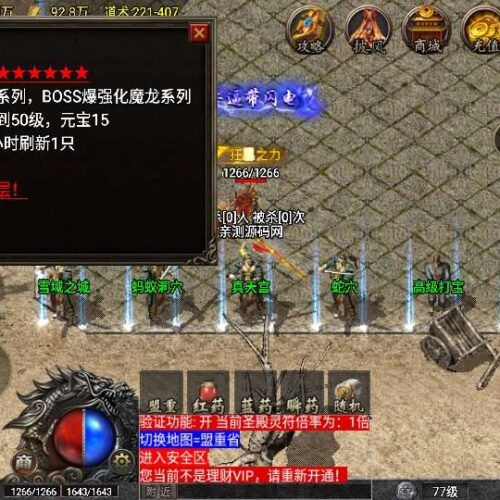 万 92.8万 道术:221-407
攻略 披风 商城 充值
★★★★★★★
系列，BOSS爆强化魔龙系列
到50级，元宝15
小时刷新1只
层！
逼带闪电
狂暴之力
1266/1266
杀[0]人 被杀[0]次
亲测源码网
雪域之城 蚂蚁洞穴 真天宫 蛇穴 高级打宝
盟重 红药 蓝药 瞬药 随机
验证功能: 开 当前圣殿灵符倍率为：1倍
切换地图=盟重省
进入安全区
您当前不是理财VIP，请重新开通！
商
1266/1266 1643/1643 附近 77级